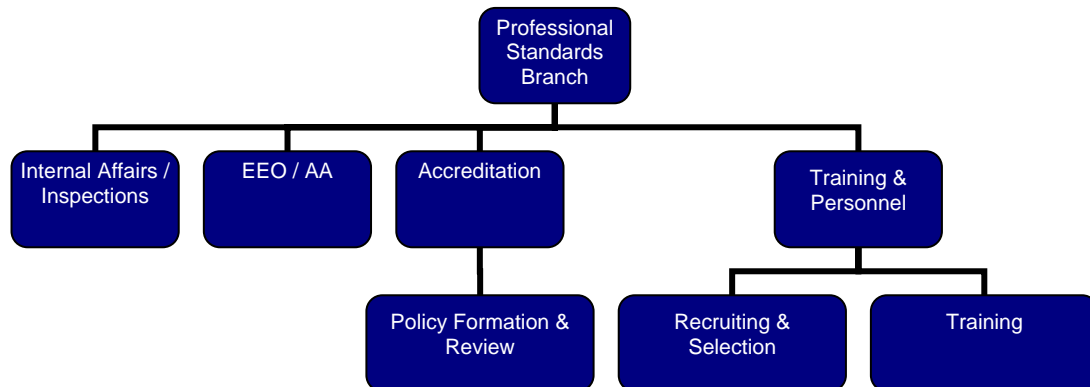 Professional
Standards
Branch
Internal Affairs /
Inspections
EEO / AA
Accreditation
Training &
Personnel
Policy Formation &
Review
Recruiting &
Selection
Training